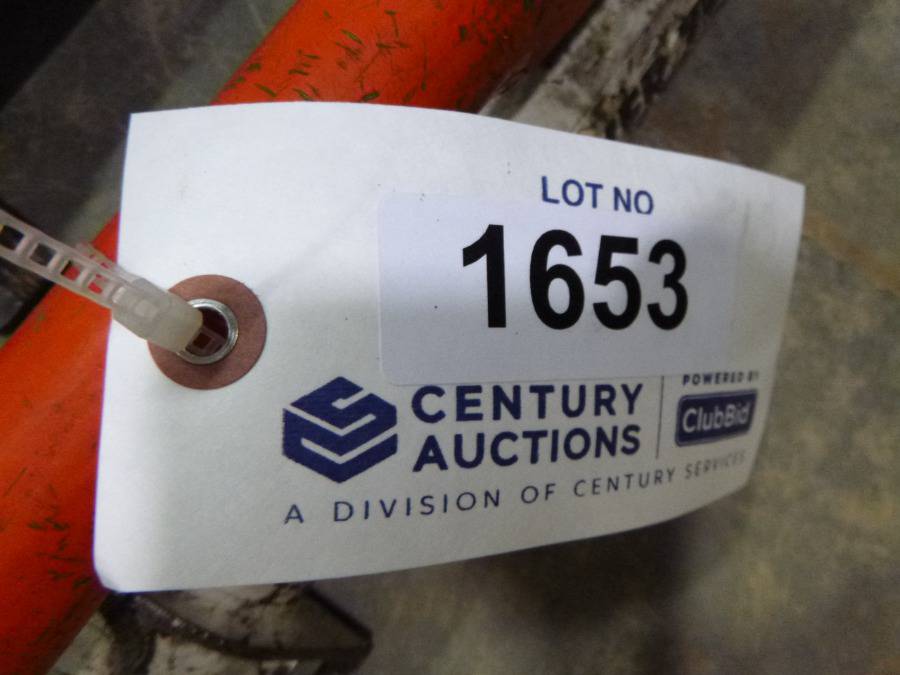 LOT NO
1653
CENTURY
AUCTIONS
POWERED BY
ClubBid
A DIVISION OF CENTURY SERVICES